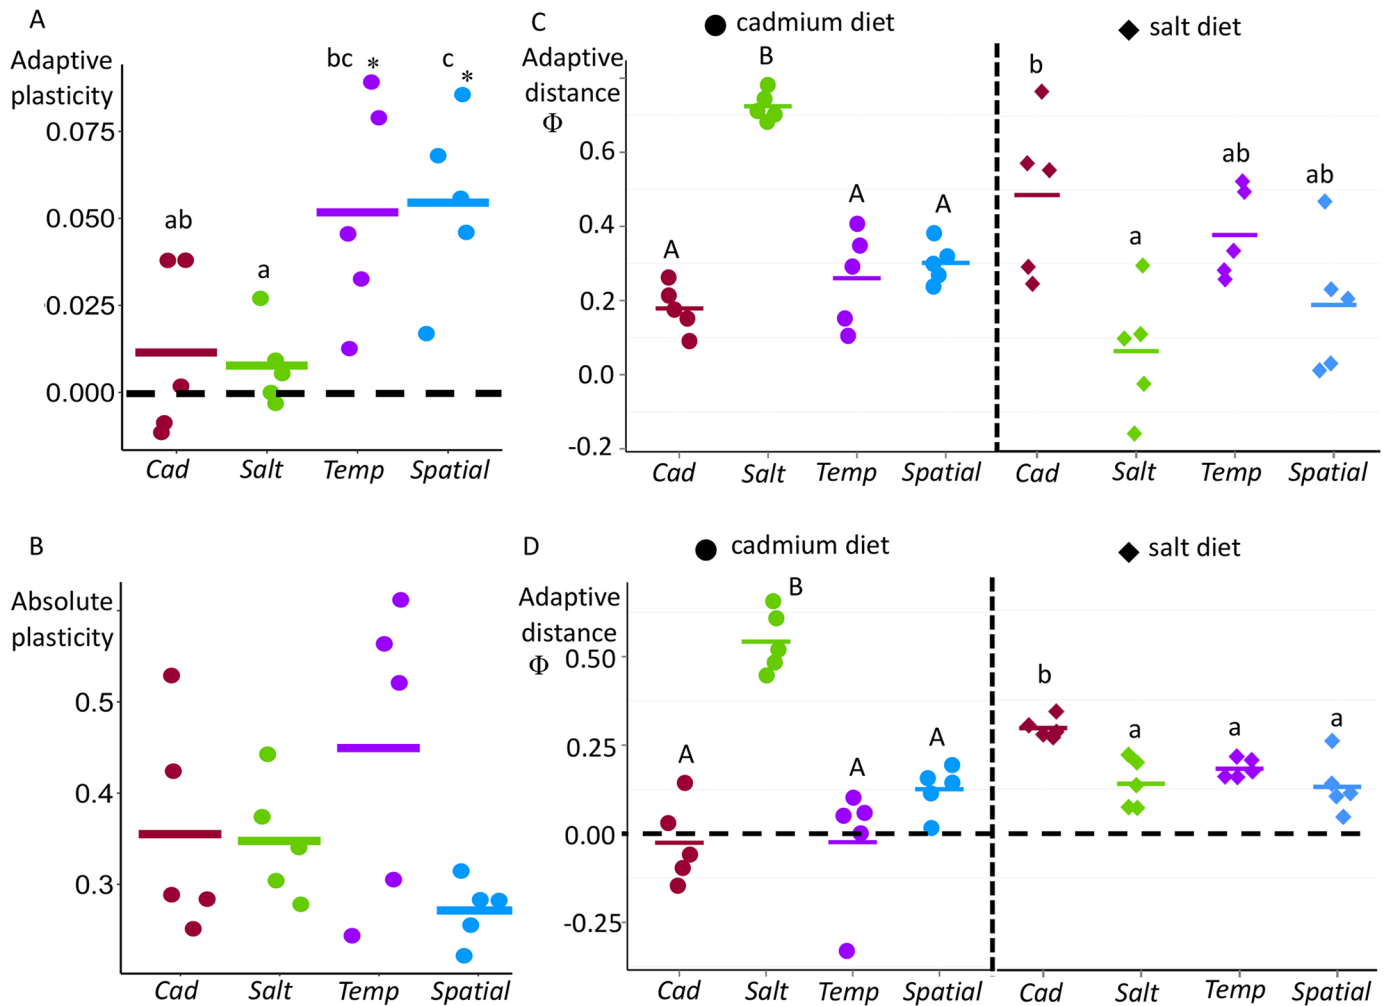 A
Adaptive
plasticity
bc
*
c
*
0.075
0.050
ab
a
0.025
0.000
Cad
Salt
Temp
Spatial
C
cadmium diet
salt diet
Adaptive
distance
Φ
B
b
0.6
ab
ab
A
A
0.4
A
a
0.2
0.0
-0.2
Cad
Salt
Temp
Spatial
Cad
Salt
Temp
Spatial
B
Absolute
plasticity
0.5
0.4
0.3
Cad
Salt
Temp
Spatial
D
cadmium diet
salt diet
Adaptive
distance
Φ
0.50
B
b
A
A
A
a
a
a
0.25
0.00
-0.25
Cad
Salt
Temp
Spatial
Cad
Salt
Temp
Spatial